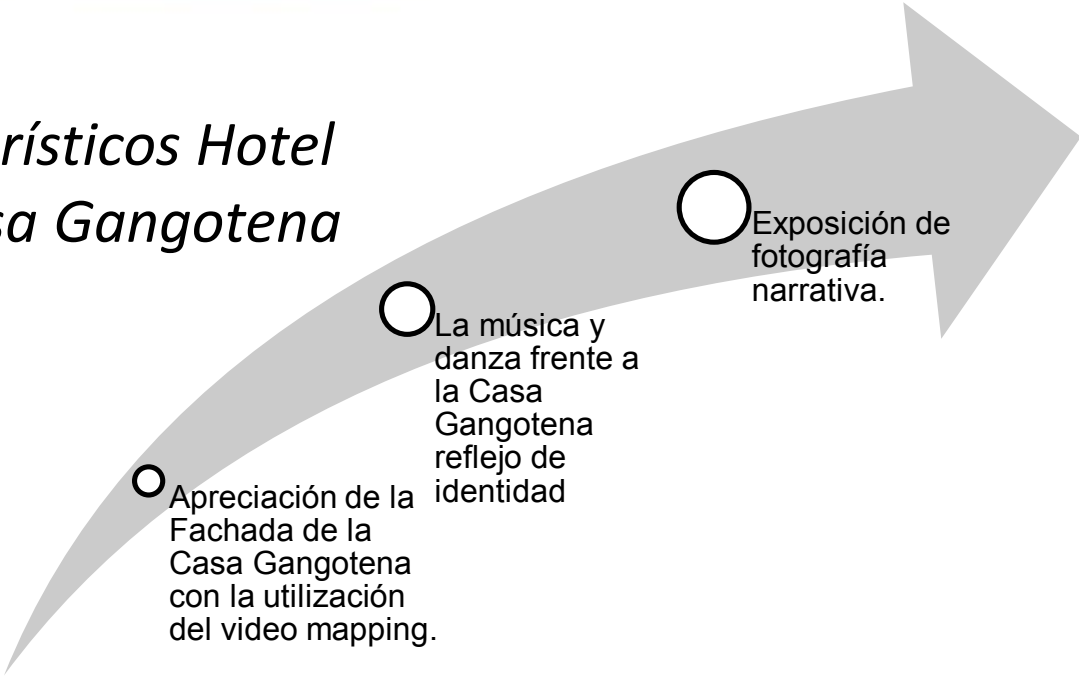 rísticos Hotel
sa Gangotena
Exposición de
fotografía
narrativa.
La música y
danza frente a
la Casa
Gangotena
reflejo de
identidad
Apreciación de la
Fachada de la
Casa Gangotena
con la utilización
del video mapping.